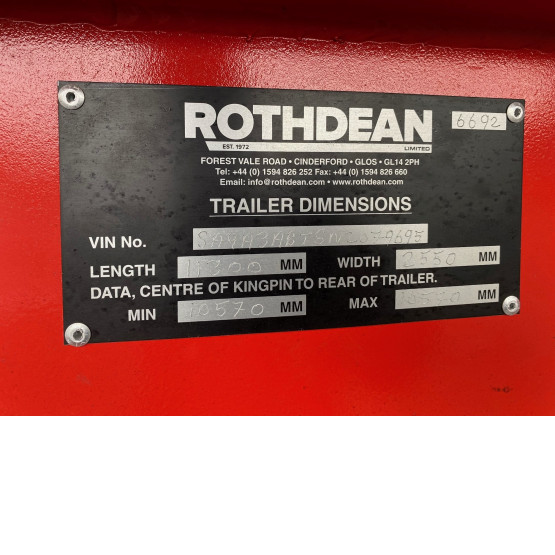 ROTHDEAN
6692
EST. 1972
LIMITED
FOREST VALE ROAD • CINDERFORD • GLOS • GL14 2PH
Tel: +44 (0) 1594 826 252 Fax: +44 (0) 1594 826 660
Email: info@rothdean.com • www.rothdean.com
TRAILER DIMENSIONS
VIN No.
LENGTH MM WIDTH 2550 MM
DATA, CENTRE OF KINGPIN TO REAR OF TRAILER.
MIN 10570 MM MAX MM